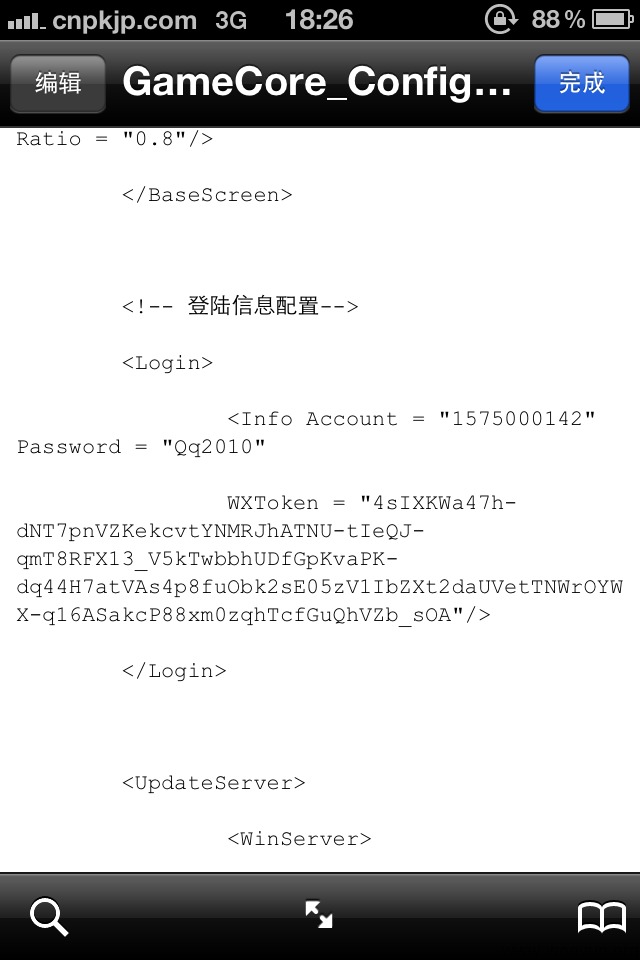 cnpkjp.com 3G 18:26 88%
编辑 GameCore_Config... 完成
Ratio = "0.8"/>
</BaseScreen>
<!-- 登陆信息配置-->
<Login>
<Info Account = "1575000142"
Password = "Qq2010"
WXToken = "4sIXKWa47h-
dNT7pnVZKekcvtYNMRJhATNU-tIeQJ-
qmT8RFX13_V5kTwbbhUDfGpKvaPK-
dq44H7atVAs4p8fuObk2sE05zV1IbZXt2daUVetTNWrOYW
X-q16ASakcP88xm0zqhTcfGuQhVZb_sOA"/>
</Login>
<UpdateServer>
<WinServer>